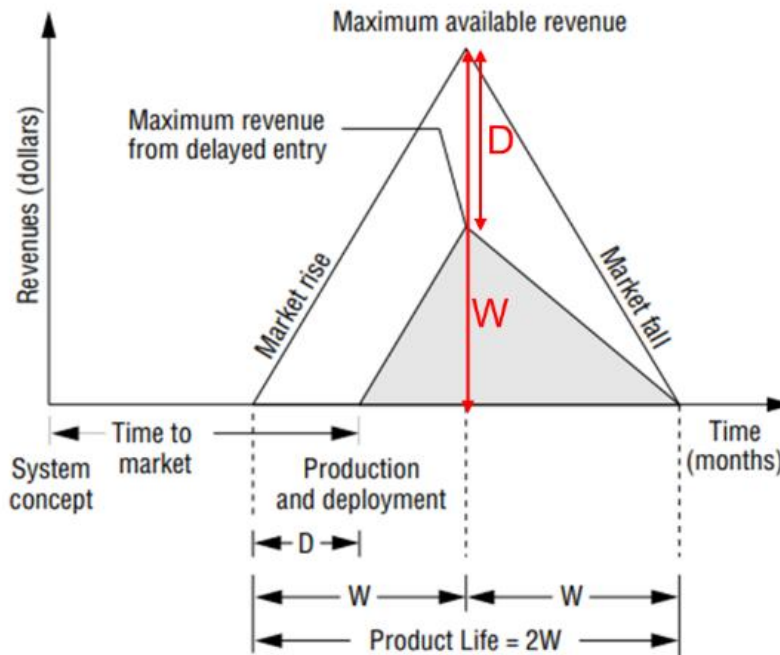 Maximum available revenue
Revenues (dollars)
Maximum revenue
from delayed entry
D
Market rise
Market fall
W
Time to
market
Time
(months)
System
concept
Production
and deployment
D
W
W
Product Life = 2W